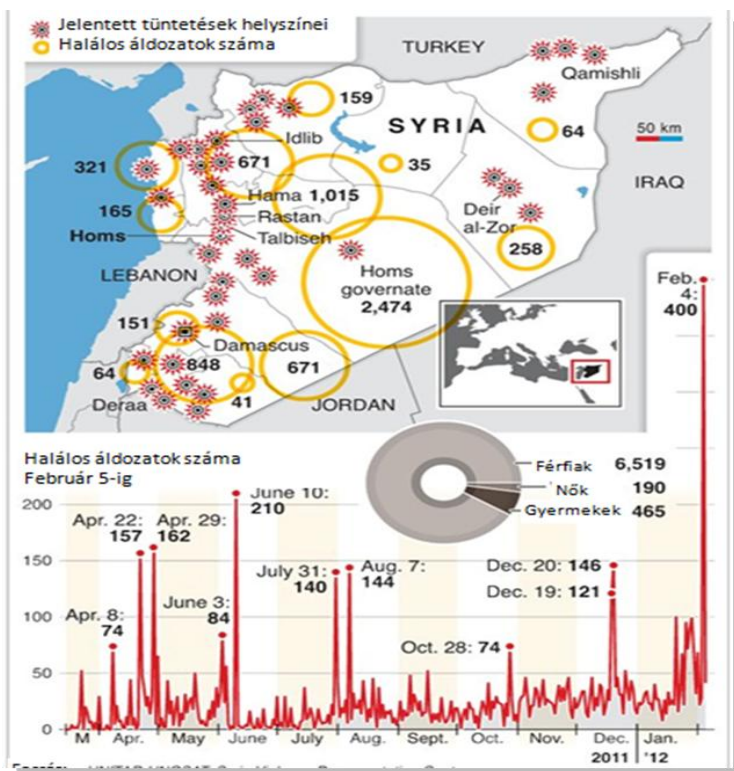 Jelentett tüntetések helyszínei
Halálos áldozatok száma
TURKEY
Qamishli
159
SYRIA
64
50 km
Idlib
671
35
321
IRAQ
Hama 1,015
165
Deir
al-Zor
Rastan
Homs
Talbiseh
258
LEBANON
Homs
governate
2,474
Feb.
4:
400
151
Damascus
848
671
64
41
Deraa
JORDAN
Halálos áldozatok száma
Február 5-ig
Férfiak 6,519
Nők 190
Gyermekek 465
200
June 10:
210
Apr. 22:
157
Apr. 29:
162
150
July 31:
140
Aug. 7:
144
Dec. 20: 146
Dec. 19: 121
June 3:
84
Apr. 8:
74
100
Oct. 28: 74
50
0
M Apr. May June July Aug. Sept. Oct. Nov. Dec. Jan.
2011 '12